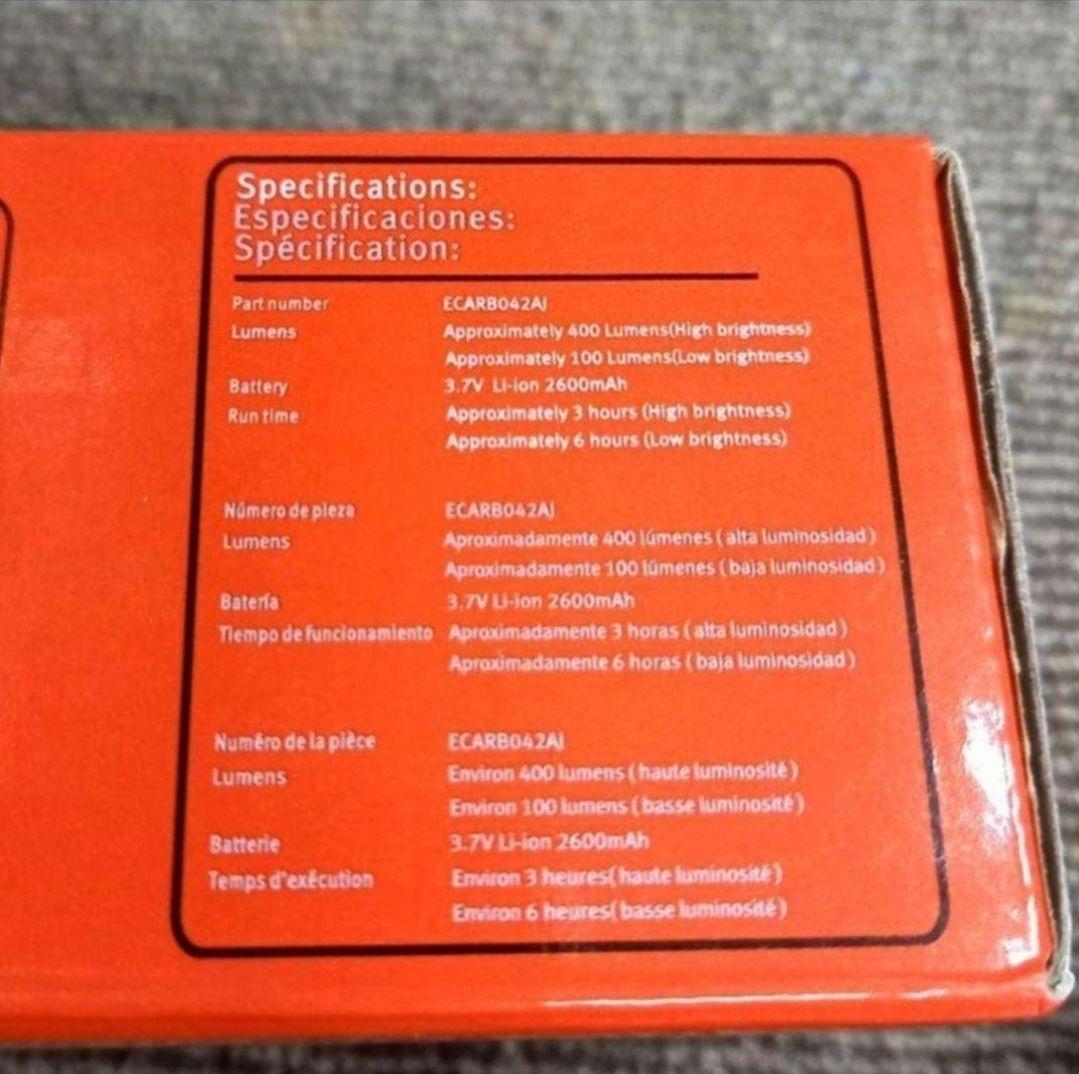 Specifications:
Especificaciones:
Spécification:
Part number ECARB042AJ
Lumens Approximately 400 Lumens(High brightness)
Approximately 100 Lumens(Low brightness)
Battery 3.7V Li-ion 2600mAh
Run time Approximately 3 hours (High brightness)
Approximately 6 hours (Low brightness)
Número de pieza ECARB042AJ
Lumens Aproximadamente 400 lúmenes ( alta luminosidad )
Aproximadamente 100 lúmenes ( baja luminosidad )
Batería 3.7V Li-ion 2600mAh
Tiempo de funcionamiento Aproximadamente 3 horas ( alta luminosidad )
Aproximadamente 6 horas ( baja luminosidad )
Numéro de la pièce ECARB042AJ
Lumens Environ 400 lumens ( haute luminosité )
Environ 100 lumens ( basse luminosité )
Batterie 3.7V Li-ion 2600mAh
Temps d'exécution Environ 3 heures( haute luminosité )
Environ 6 heures( basse luminosité )